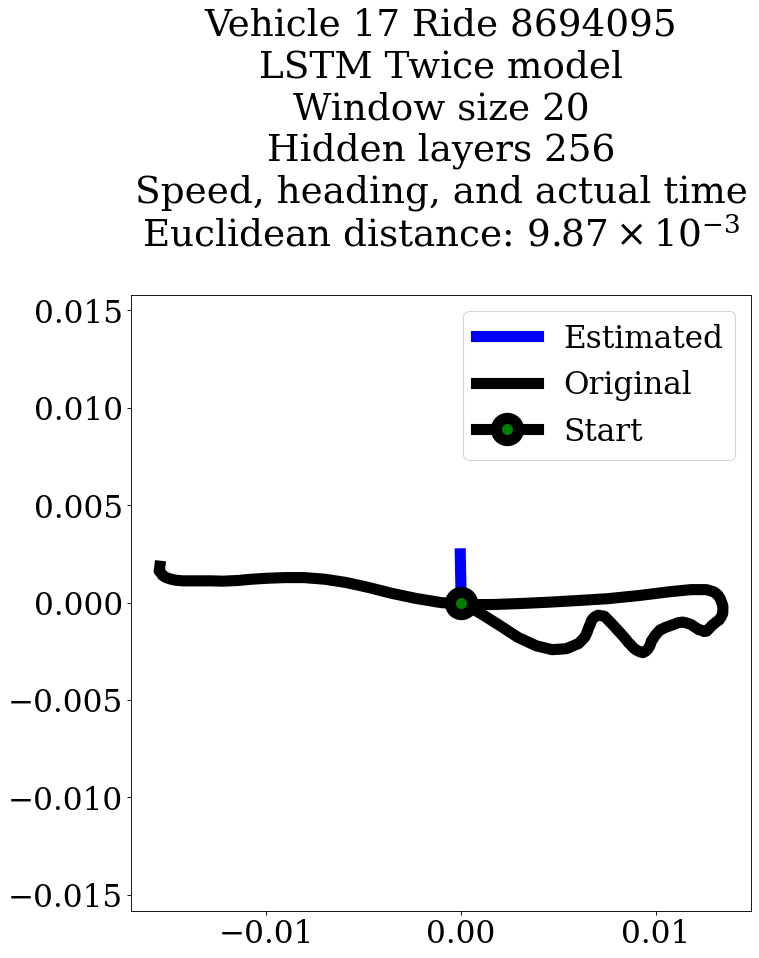 Vehicle 17 Ride 8694095
LSTM Twice model
Window size 20
Hidden layers 256
Speed, heading, and actual time
Euclidean distance: 9.87 × 10⁻³
0.015
0.010
0.005
0.000
−0.005
−0.010
−0.015
Estimated
Original
Start
−0.01
0.00
0.01